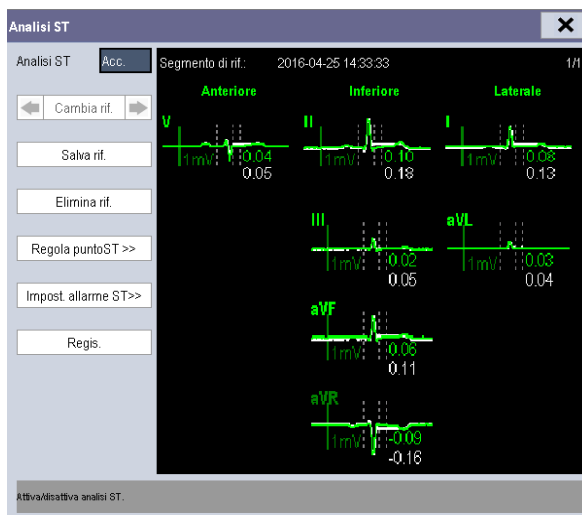 Analisi ST
Analisi ST Acc.
Cambia rif.
Salva rif.
Elimina rif.
Regola puntoST >>
Impost. allarme ST>>
Regis.
Segmento di rif.: 2016-04-25 14:33:33 1/1
Anteriore Inferiore Laterale
V II I
1mV 0.04 1mV 0.10 1mV 0.08
0.05 0.18 0.13
III aVL
1mV 0.02 1mV 0.03
0.05 0.04
aVF
1mV 0.06
0.11
aVR
1mV -0.09
-0.16
Attiva/disattiva analisi ST.